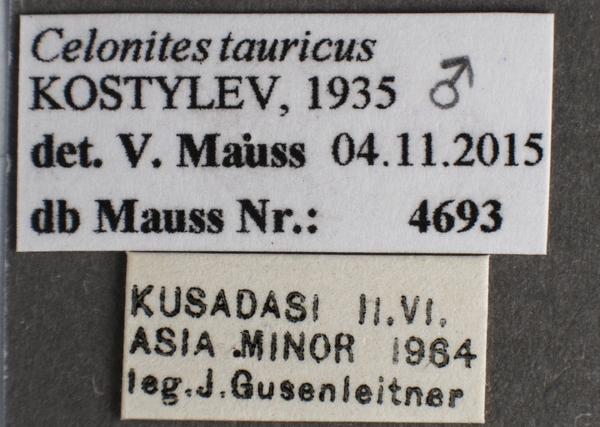 Celonites tauricus
KOSTYLEV, 1935 ♂
det. V. Mauss 04.11.2015
db Mauss Nr.: 4693
KUSADASI II.VI.
ASIA MINOR 1964
leg. J. Gusenleitner